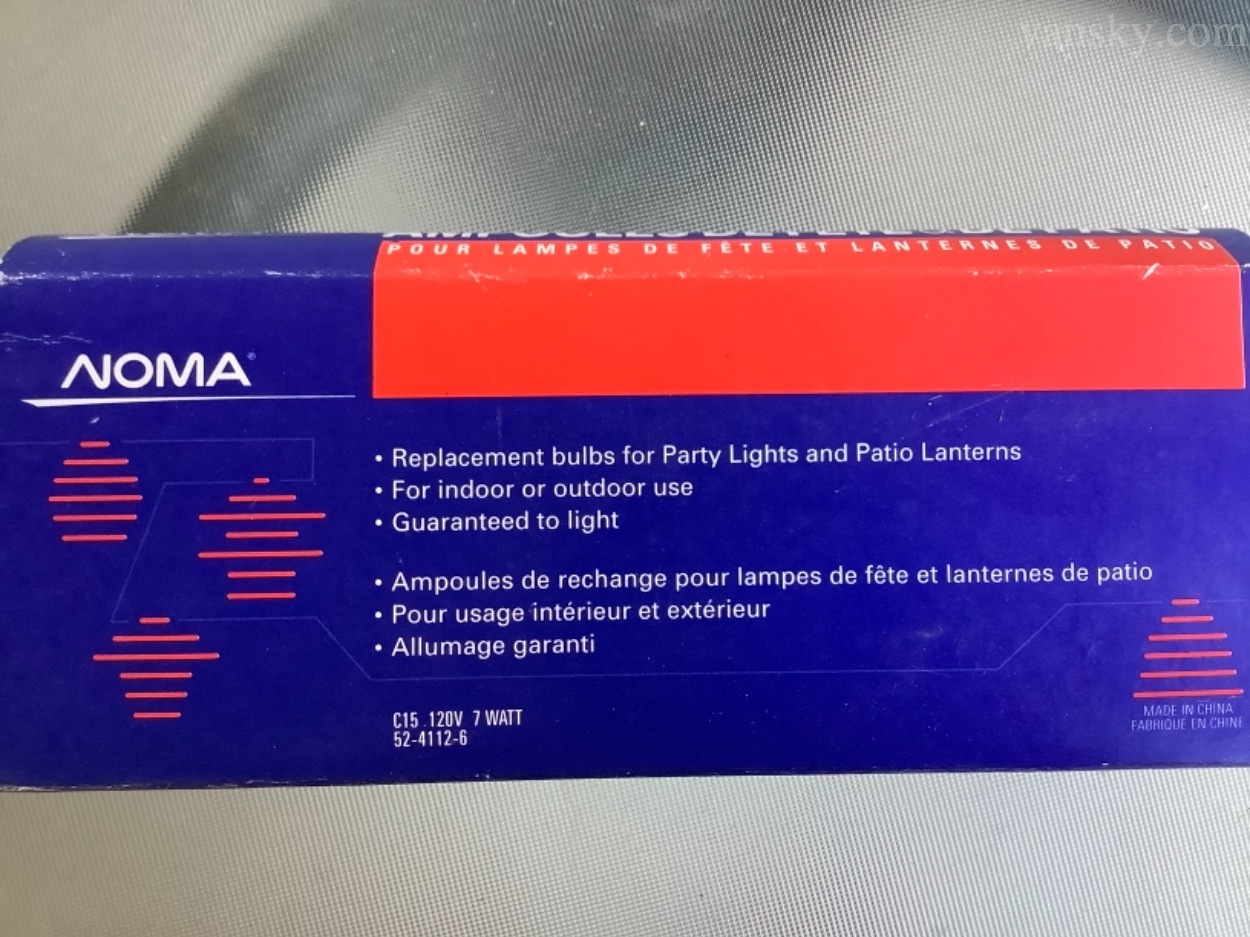 vansky.com
POUR LAMPES DE FÊTE ET LANTERNES DE PATIO
NOMA®
• Replacement bulbs for Party Lights and Patio Lanterns
• For indoor or outdoor use
• Guaranteed to light
• Ampoules de rechange pour lampes de fête et lanternes de patio
• Pour usage intérieur et extérieur
• Allumage garanti
C15 120V 7 WATT
52-4112-6
MADE IN CHINA
FABRIQUE EN CHINE